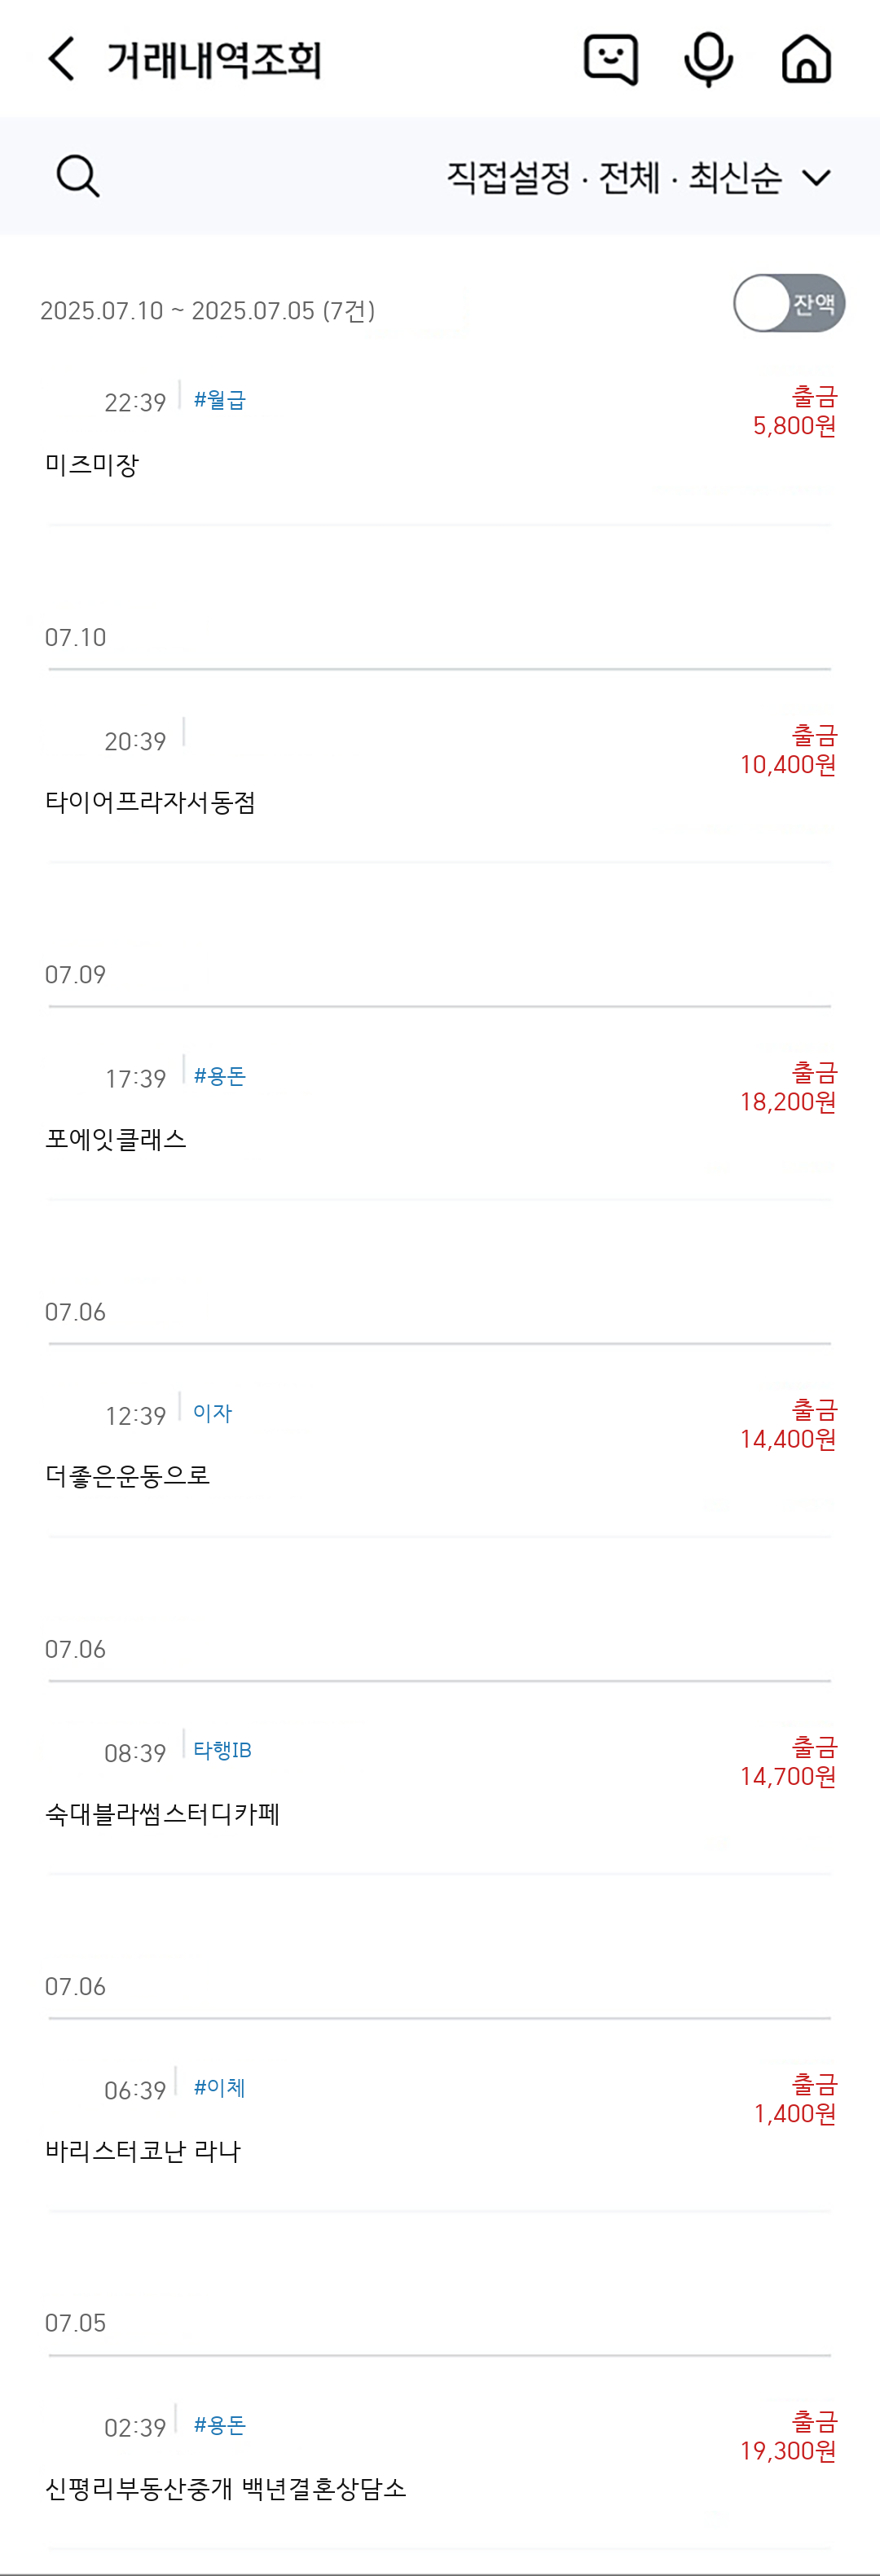 거래내역조회
직접설정 · 전체 · 최신순
2025.07.10 ~ 2025.07.05 (7건)
잔액
22:39 #월급
출금
5,800원
미즈미장
07.10
20:39
출금
10,400원
타이어프라자서동점
07.09
17:39 #용돈
출금
18,200원
포에잇클래스
07.06
12:39 이자
출금
14,400원
더좋은운동으로
07.06
08:39 타행IB
출금
14,700원
숙대블라썸스터디카페
07.06
06:39 #이체
출금
1,400원
바리스터코난 라나
07.05
02:39 #용돈
출금
19,300원
신평리부동산중개 백년결혼상담소